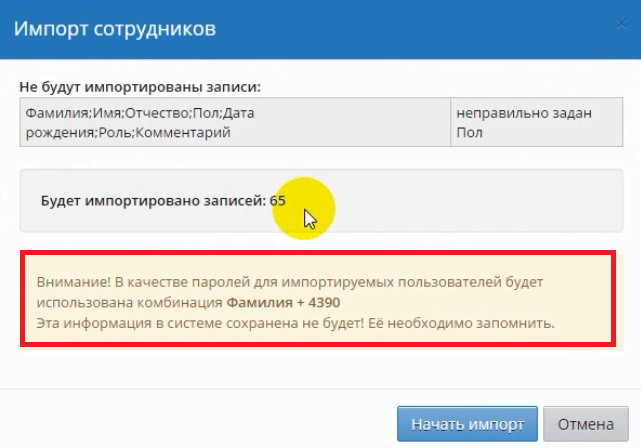 Импорт сотрудников
Не будут импортированы записи:
Фамилия;Имя;Отчество;Пол;Дата
рождения;Роль;Комментарий
неправильно задан
Пол
Будет импортировано записей: 65
Внимание! В качестве паролей для импортируемых пользователей будет
использована комбинация Фамилия + 4390
Эта информация в системе сохранена не будет! Её необходимо запомнить.
Начать импорт
Отмена